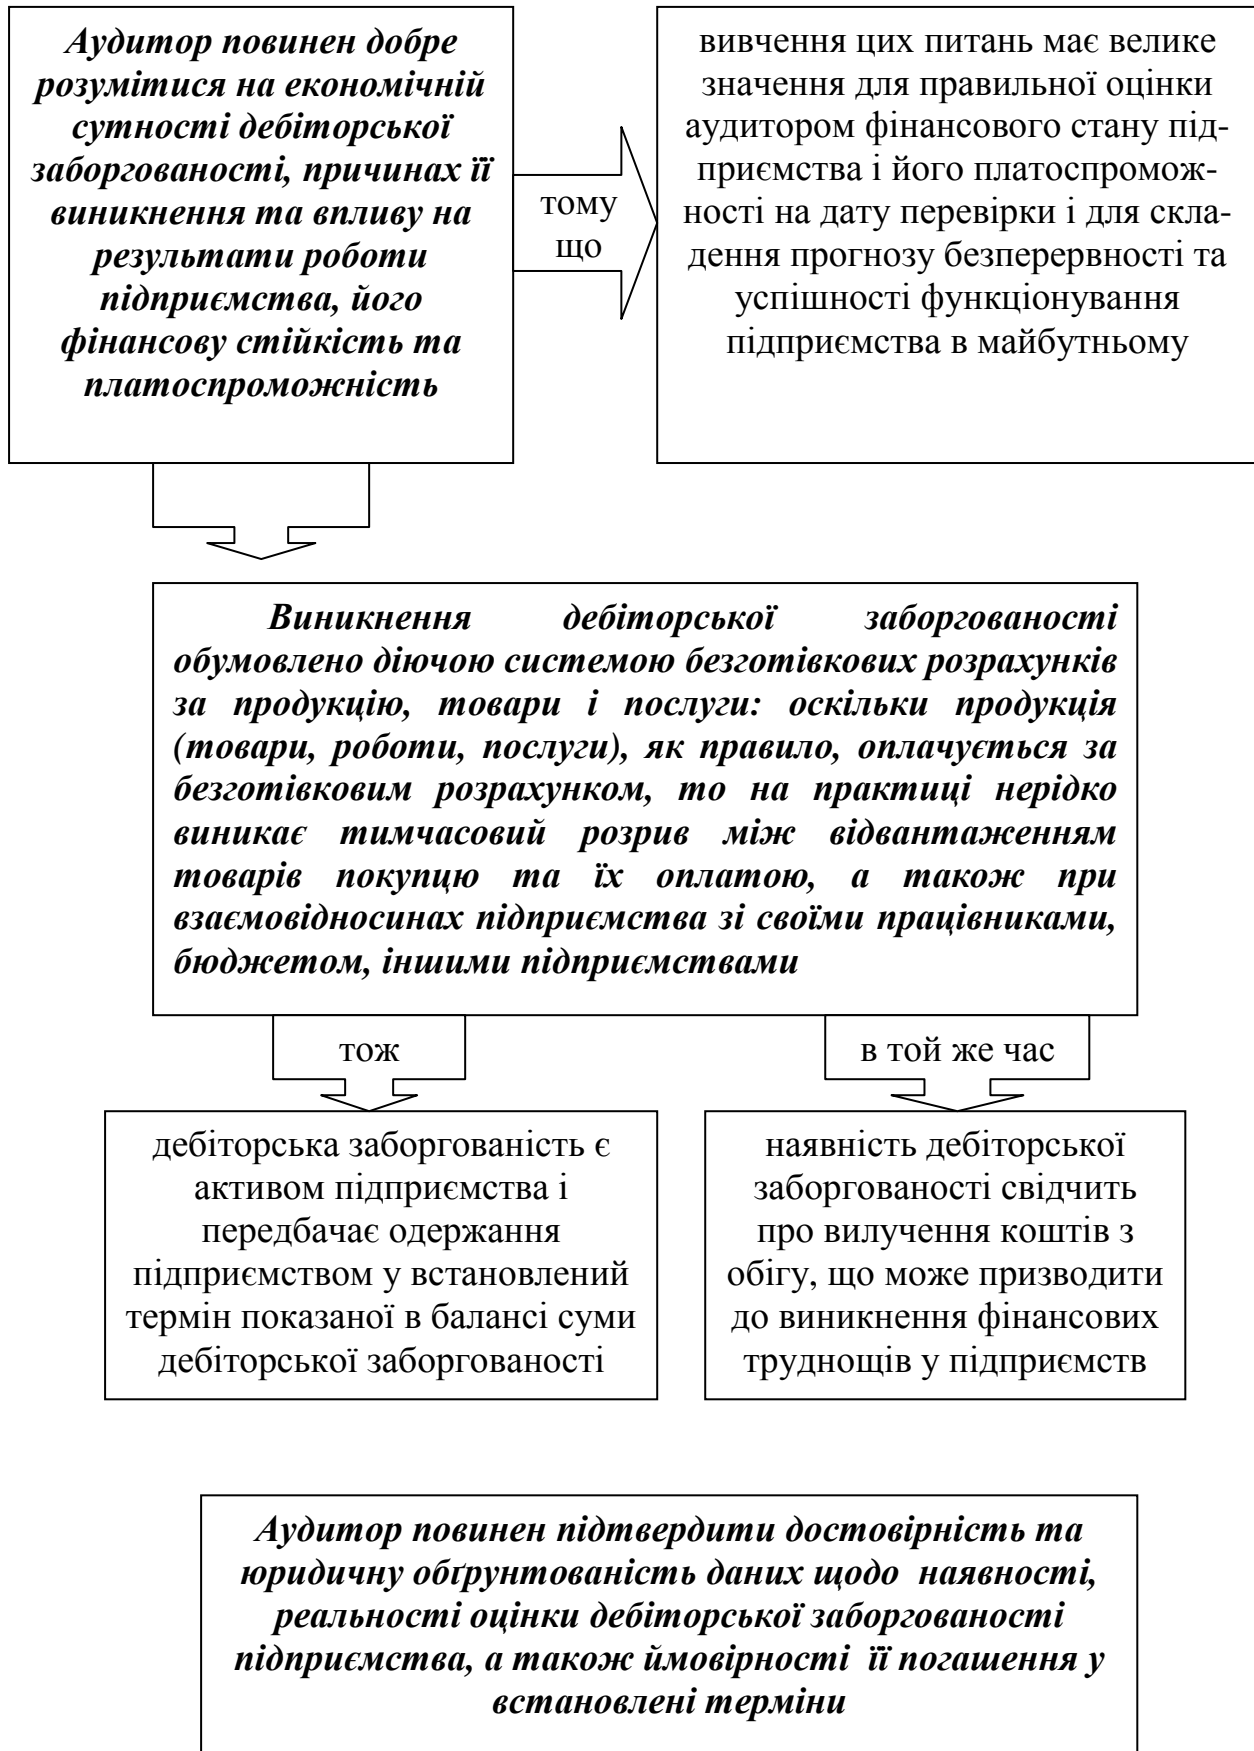 Аудитор повинен добре
розумітися на економічній
сутності дебіторської
заборгованості, причинах її
виникнення та впливу на
результати роботи
підприємства, його
фінансову стійкість та
платоспроможність
тому
що
вивчення цих питань має велике
значення для правильної оцінки
аудитором фінансового стану під-
приємства і його платоспромож-
ності на дату перевірки і для скла-
дення прогнозу безперервності та
успішності функціонування
підприємства в майбутньому
Виникнення дебіторської заборгованості
обумовлено діючою системою безготівкових розрахунків
за продукцію, товари і послуги: оскільки продукція
(товари, роботи, послуги), як правило, оплачується за
безготівковим розрахунком, то на практиці нерідко
виникає тимчасовий розрив між відвантаженням
товарів покупцю та їх оплатою, а також при
взаємовідносинах підприємства зі своїми працівниками,
бюджетом, іншими підприємствами
тож
в той же час
дебіторська заборгованість є
активом підприємства і
передбачає одержання
підприємством у встановлений
термін показаної в балансі суми
дебіторської заборгованості
наявність дебіторської
заборгованості свідчить
про вилучення коштів з
обігу, що може призводити
до виникнення фінансових
труднощів у підприємств
Аудитор повинен підтвердити достовірність та
юридичну обґрунтованість даних щодо наявності,
реальності оцінки дебіторської заборгованості
підприємства, а також ймовірності її погашення у
встановлені терміни